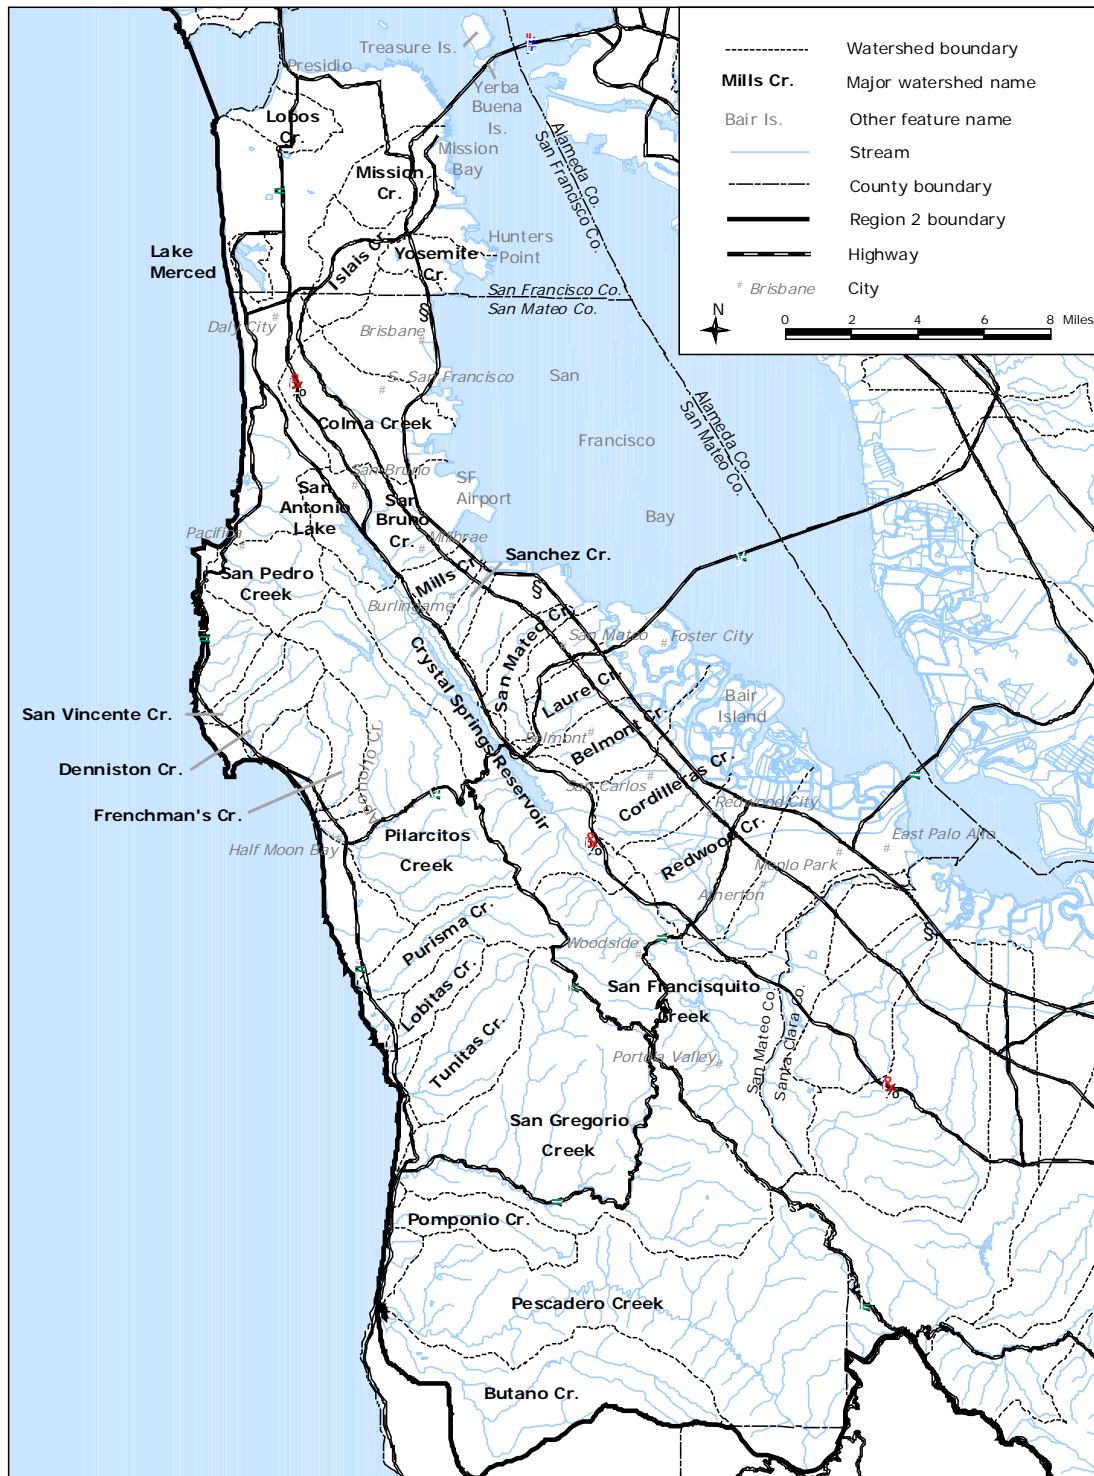 Watershed boundary
Mills Cr.
Major watershed name
Bair Is.
Other feature name
Stream
County boundary
Region 2 boundary
Highway
# Brisbane
City
N
0
2
4
6
8
Miles
Treasure Is.
Presidio
Yerba
Buena
Is.
Lobos
Cr.
Mission
Bay
Mission
Cr.
Alameda Co.
San Francisco Co.
Lake
Merced
Islais Cr.
Yosemite
Cr.
Hunters
Point
San Francisco Co.
San Mateo Co.
Daly City
Brisbane
S. San Francisco
San
Francisco
Bay
Alameda Co.
San Mateo Co.
Colma Creek
San Bruno
SF
Airport
San
Antonio
Lake
San
Bruno
Cr.
Pacifica
Millbrae
Sanchez Cr.
San Pedro
Creek
Mills Cr.
Burlingame
San Mateo Cr.
San Mateo
Foster City
Crystal Springs Reservoir
Laurel Cr.
Bair
Island
San Vincente Cr.
Belmont
Belmont Cr.
Denniston Cr.
San Carlos
Cordilleras Cr.
Frenchman's Cr.
Redwood City
Pilarcitos
Creek
Half Moon Bay
Redwood Cr.
East Palo Alto
Menlo Park
Atherton
Purisma Cr.
Woodside
Lobitas Cr.
San Francisquito
Creek
Tunitas Cr.
Portola Valley
San Mateo Co.
Santa Clara Co.
San Gregorio
Creek
Pomponio Cr.
Pescadero Creek
Butano Cr.